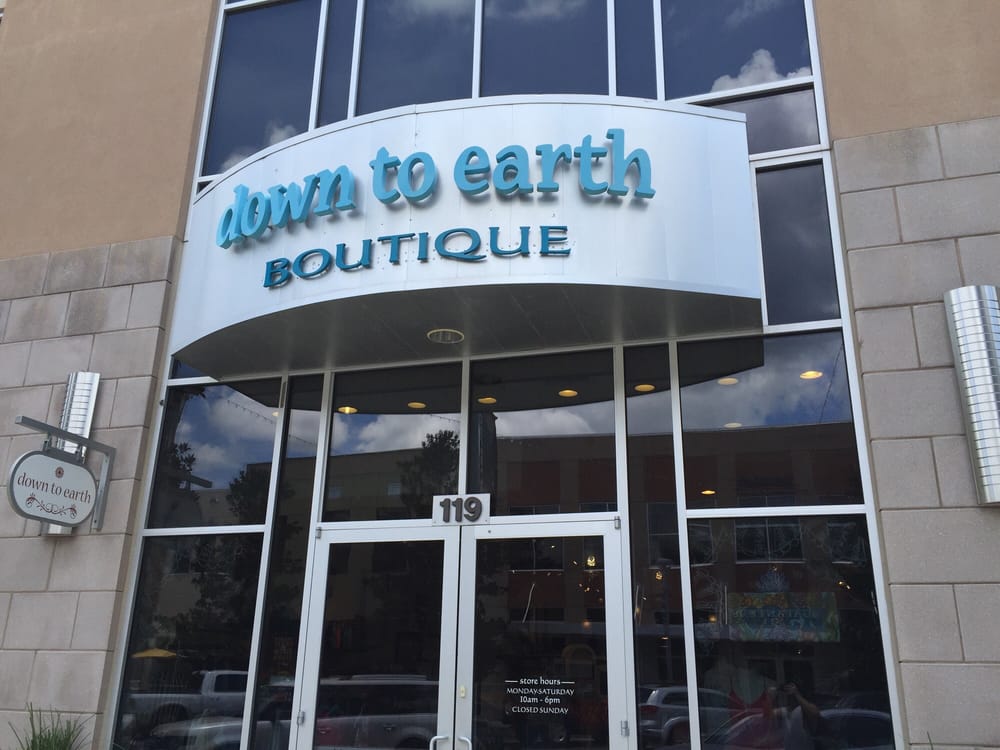 down to earth
BOUTIQUE
down to earth
119
store hours
MONDAY-SATURDAY
10am - 6pm
CLOSED SUNDAY